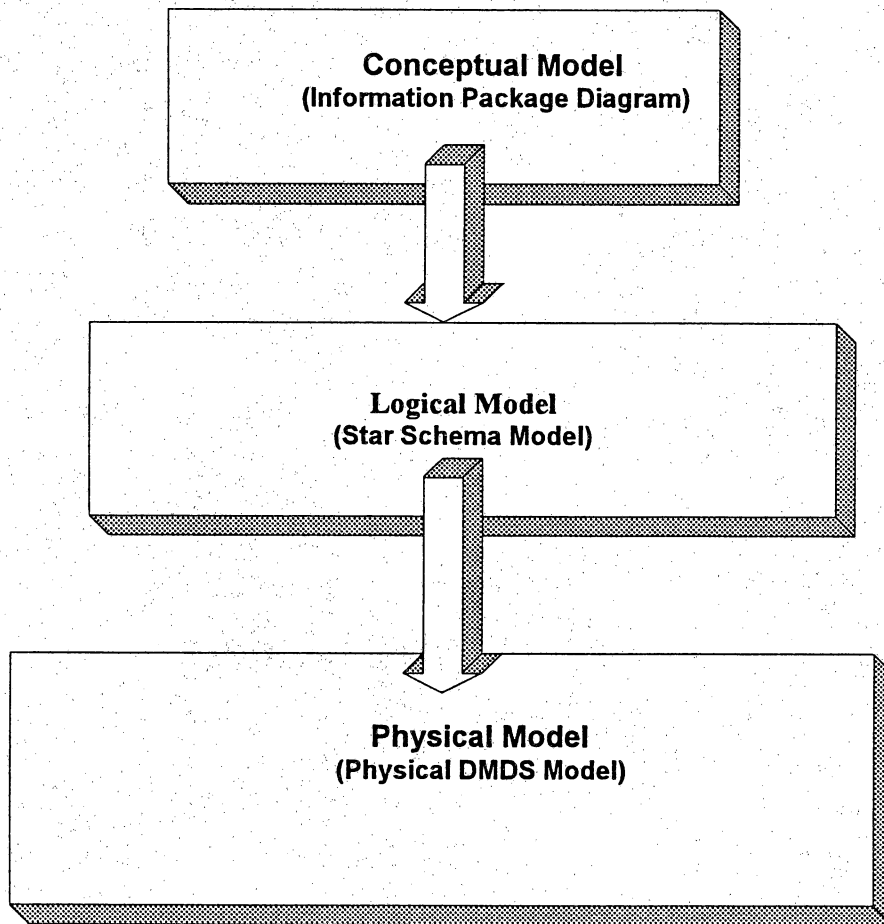 Conceptual Model
(Information Package Diagram)
Logical Model
(Star Schema Model)
Physical Model
(Physical DMDS Model)